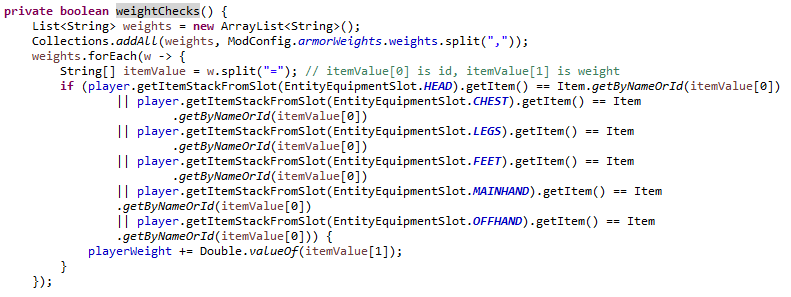 private boolean weightChecks() {
    List<String> weights = new ArrayList<String>();
    Collections.addAll(weights, ModConfig.armorWeights.weights.split(","));
    weights.forEach(w -> {
        String[] itemValue = w.split("="); // itemValue[0] is id, itemValue[1] is weight
        if (player.getItemStackFromSlot(EntityEquipmentSlot.HEAD).getItem() == Item.getByNameOrId(itemValue[0])
                || player.getItemStackFromSlot(EntityEquipmentSlot.CHEST).getItem() == Item
                        .getByNameOrId(itemValue[0])
                || player.getItemStackFromSlot(EntityEquipmentSlot.LEGS).getItem() == Item
                        .getByNameOrId(itemValue[0])
                || player.getItemStackFromSlot(EntityEquipmentSlot.FEET).getItem() == Item
                        .getByNameOrId(itemValue[0])
                || player.getItemStackFromSlot(EntityEquipmentSlot.MAINHAND).getItem() == Item
                .getByNameOrId(itemValue[0])
                || player.getItemStackFromSlot(EntityEquipmentSlot.OFFHAND).getItem() == Item
                .getByNameOrId(itemValue[0])) {
            playerWeight += Double.valueOf(itemValue[1]);
        }
    });